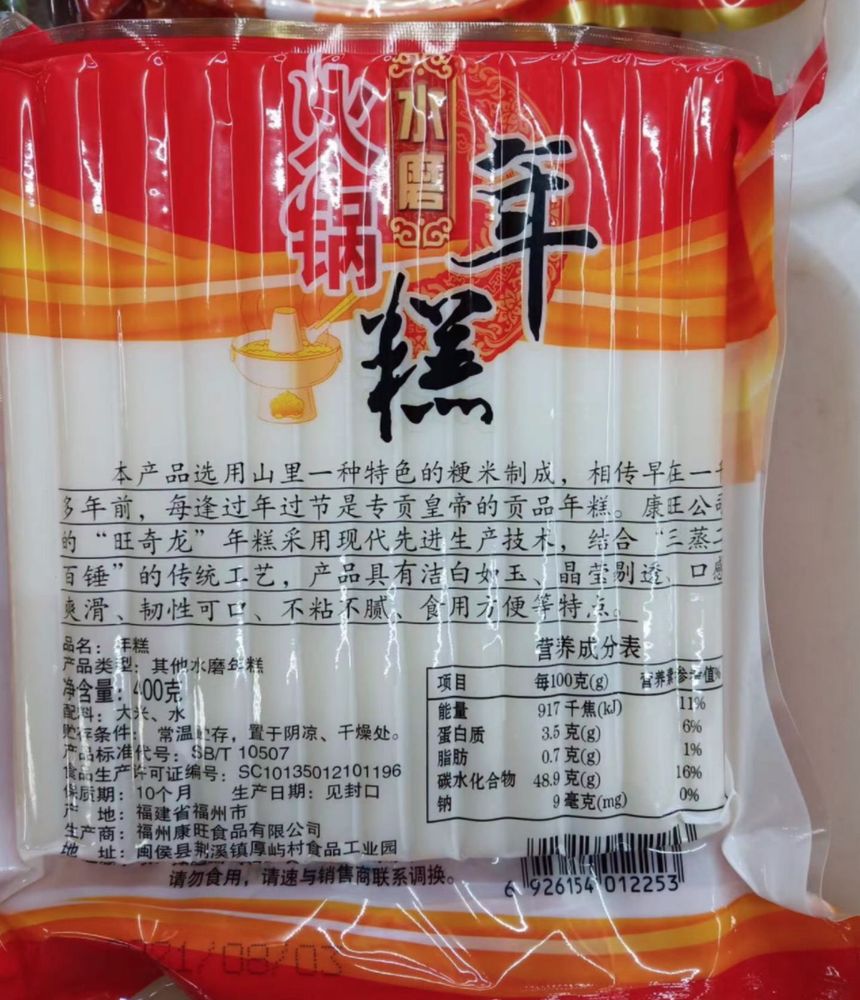 火锅
水磨
年
糕
本产品选用山里一种特色的粳米制成，相传早在一千
多年前，每逢过年过节是专贡皇帝的贡品年糕。康旺公司
的“旺奇龙”年糕采用现代先进生产技术，结合“三蒸二
百锤”的传统工艺，产品具有洁白如玉、晶莹剔透、口感
爽滑、韧性可口、不粘不腻、食用方便等特点。
品名：年糕
产品类型：其他水磨年糕
净含量：400克
配料：大米、水
贮存条件：常温贮存，置于阴凉、干燥处。
产品标准代号：SB/T 10507
食品生产许可证编号：SC10135012101196
保质期：10个月 生产日期：见封口
产 地：福建省福州市
生产商：福州康旺食品有限公司
地 址：闽侯县荆溪镇厚屿村食品工业园
请勿食用，请速与销售商联系调换。
营养成分表
项目 每100克(g) 营养素参考值%
能量 917 千焦(kJ) 11%
蛋白质 3.5 克(g) 6%
脂肪 0.7 克(g) 1%
碳水化合物 48.9 克(g) 16%
钠 9 毫克(mg) 0%
6 926154 012253
21/08/03